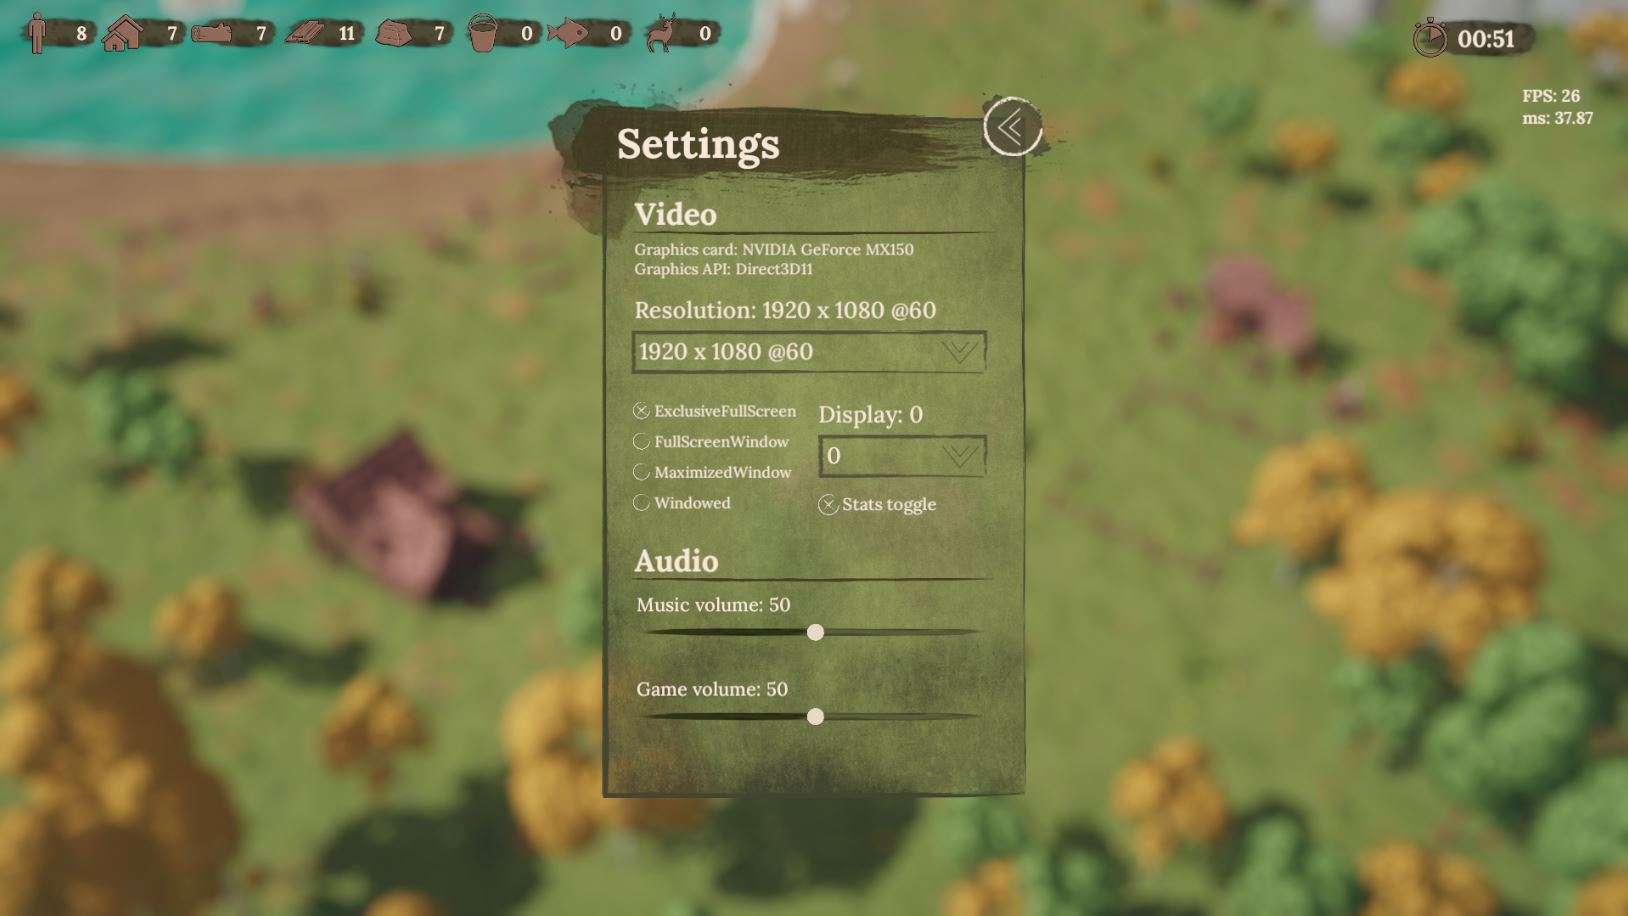 8 7 7 11 7 0 0 0
00:51
FPS: 26
ms: 37.87
Settings
Video
Graphics card: NVIDIA GeForce MX150
Graphics API: Direct3D11
Resolution: 1920 x 1080 @60
1920 x 1080 @60
ExclusiveFullScreen
FullScreenWindow
MaximizedWindow
Windowed
Display: 0
0
Stats toggle
Audio
Music volume: 50
Game volume: 50